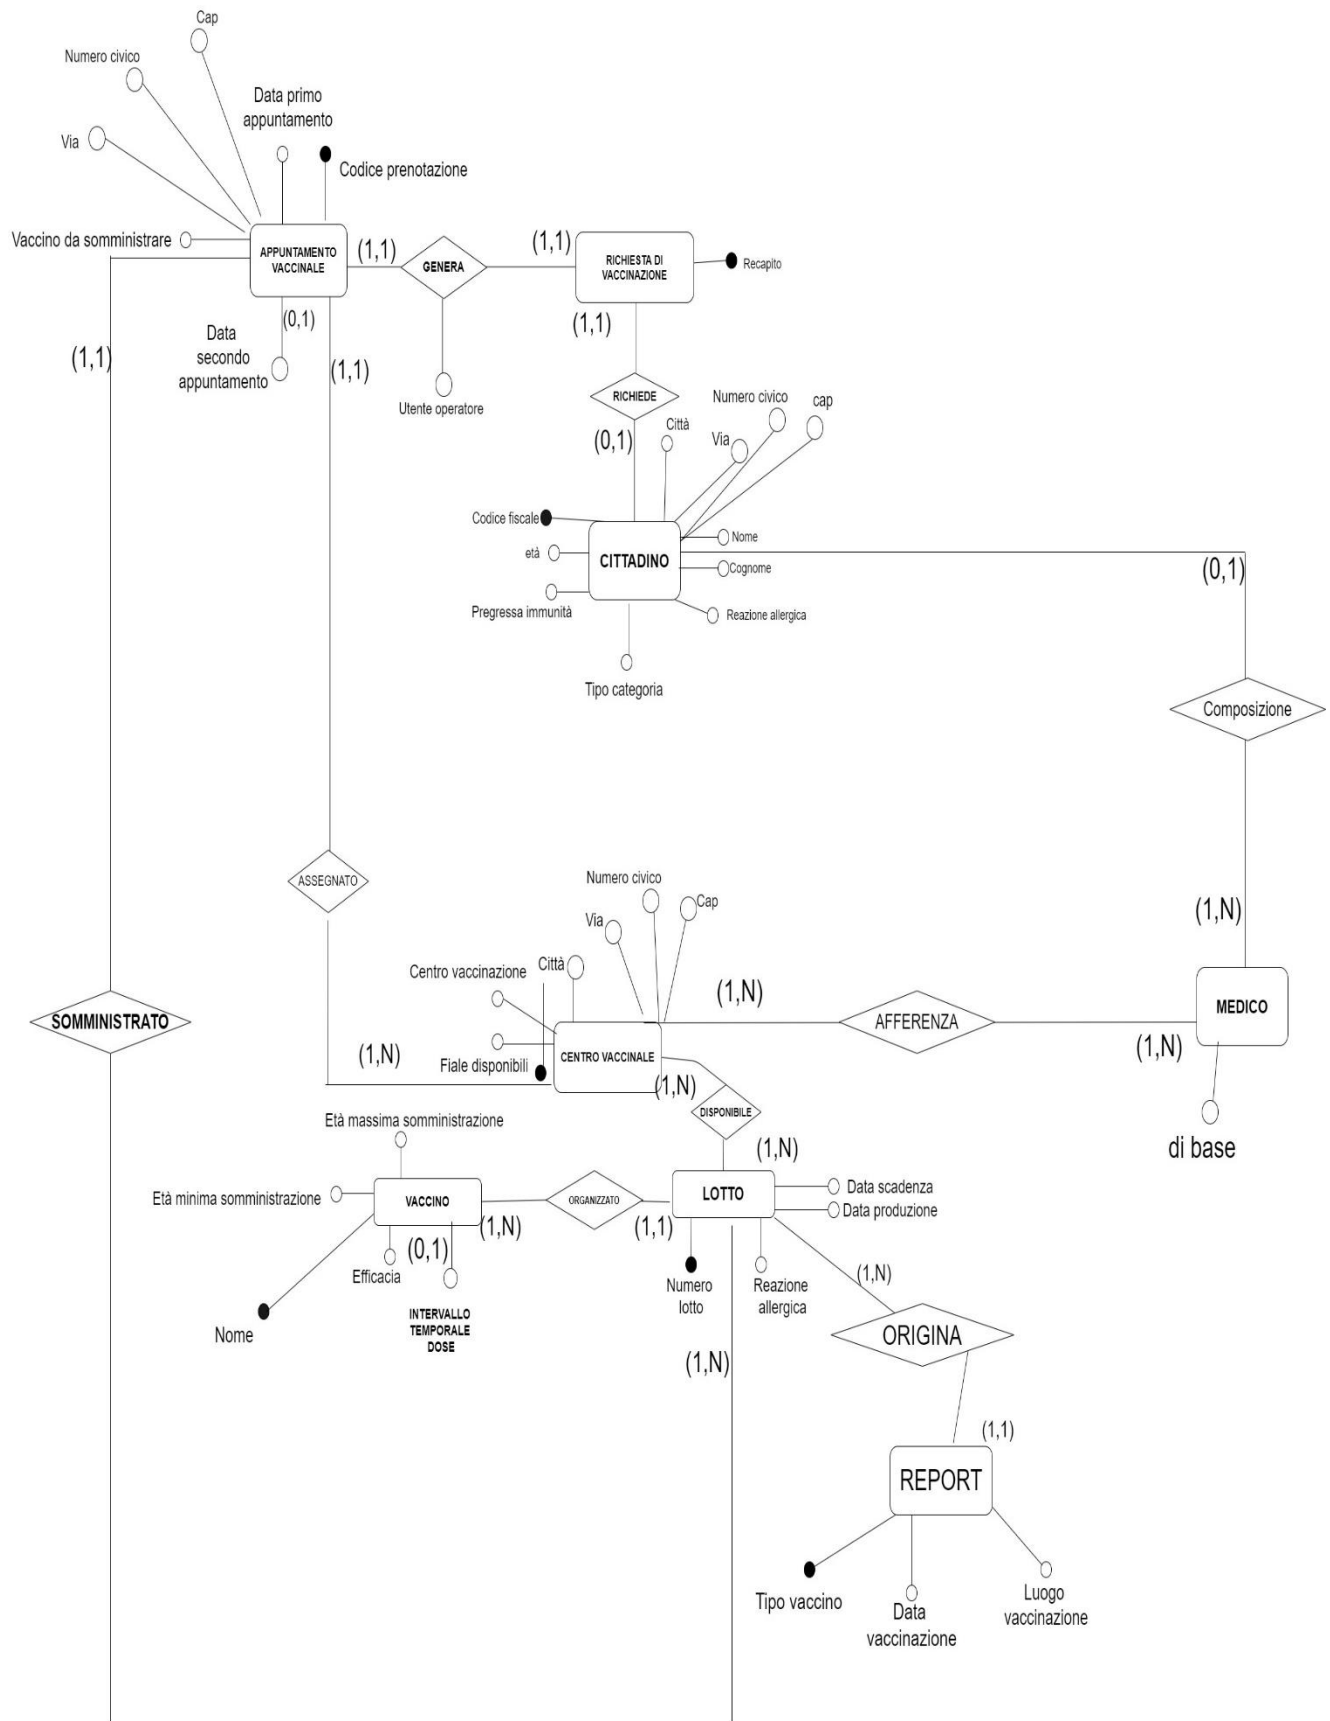 Cap
Numero civico
Data primo
appuntamento
Via
Codice prenotazione
Vaccino da somministrare
APPUNTAMENTO
VACCINALE
(1,1)
GENERA
(1,1)
RICHIESTA DI
VACCINAZIONE
Recapito
(0,1)
(1,1)
Data
secondo
appuntamento
(1,1)
(1,1)
Utente operatore
RICHIEDE
Numero civico
cap
(0,1)
Città
Via
Codice fiscale
Nome
età
CITTADINO
Cognome
(0,1)
Pregressa immunità
Reazione allergica
Tipo categoria
Composizione
ASSEGNATO
Numero civico
Cap
Via
(1,N)
Centro vaccinazione
Città
(1,N)
SOMMINISTRATO
AFFERENZA
MEDICO
(1,N)
(1,N)
Fiale disponibili
CENTRO VACCINALE
(1,N)
DISPONIBILE
Età massima somministrazione
di base
(1,N)
Età minima somministrazione
VACCINO
ORGANIZZATO
LOTTO
Data scadenza
Data produzione
(1,N)
(1,1)
(0,1)
Efficacia
Numero
lotto
Reazione
allergica
(1,N)
INTERVALLO
TEMPORALE
DOSE
Nome
ORIGINA
(1,N)
(1,1)
REPORT
Tipo vaccino
Data
vaccinazione
Luogo
vaccinazione